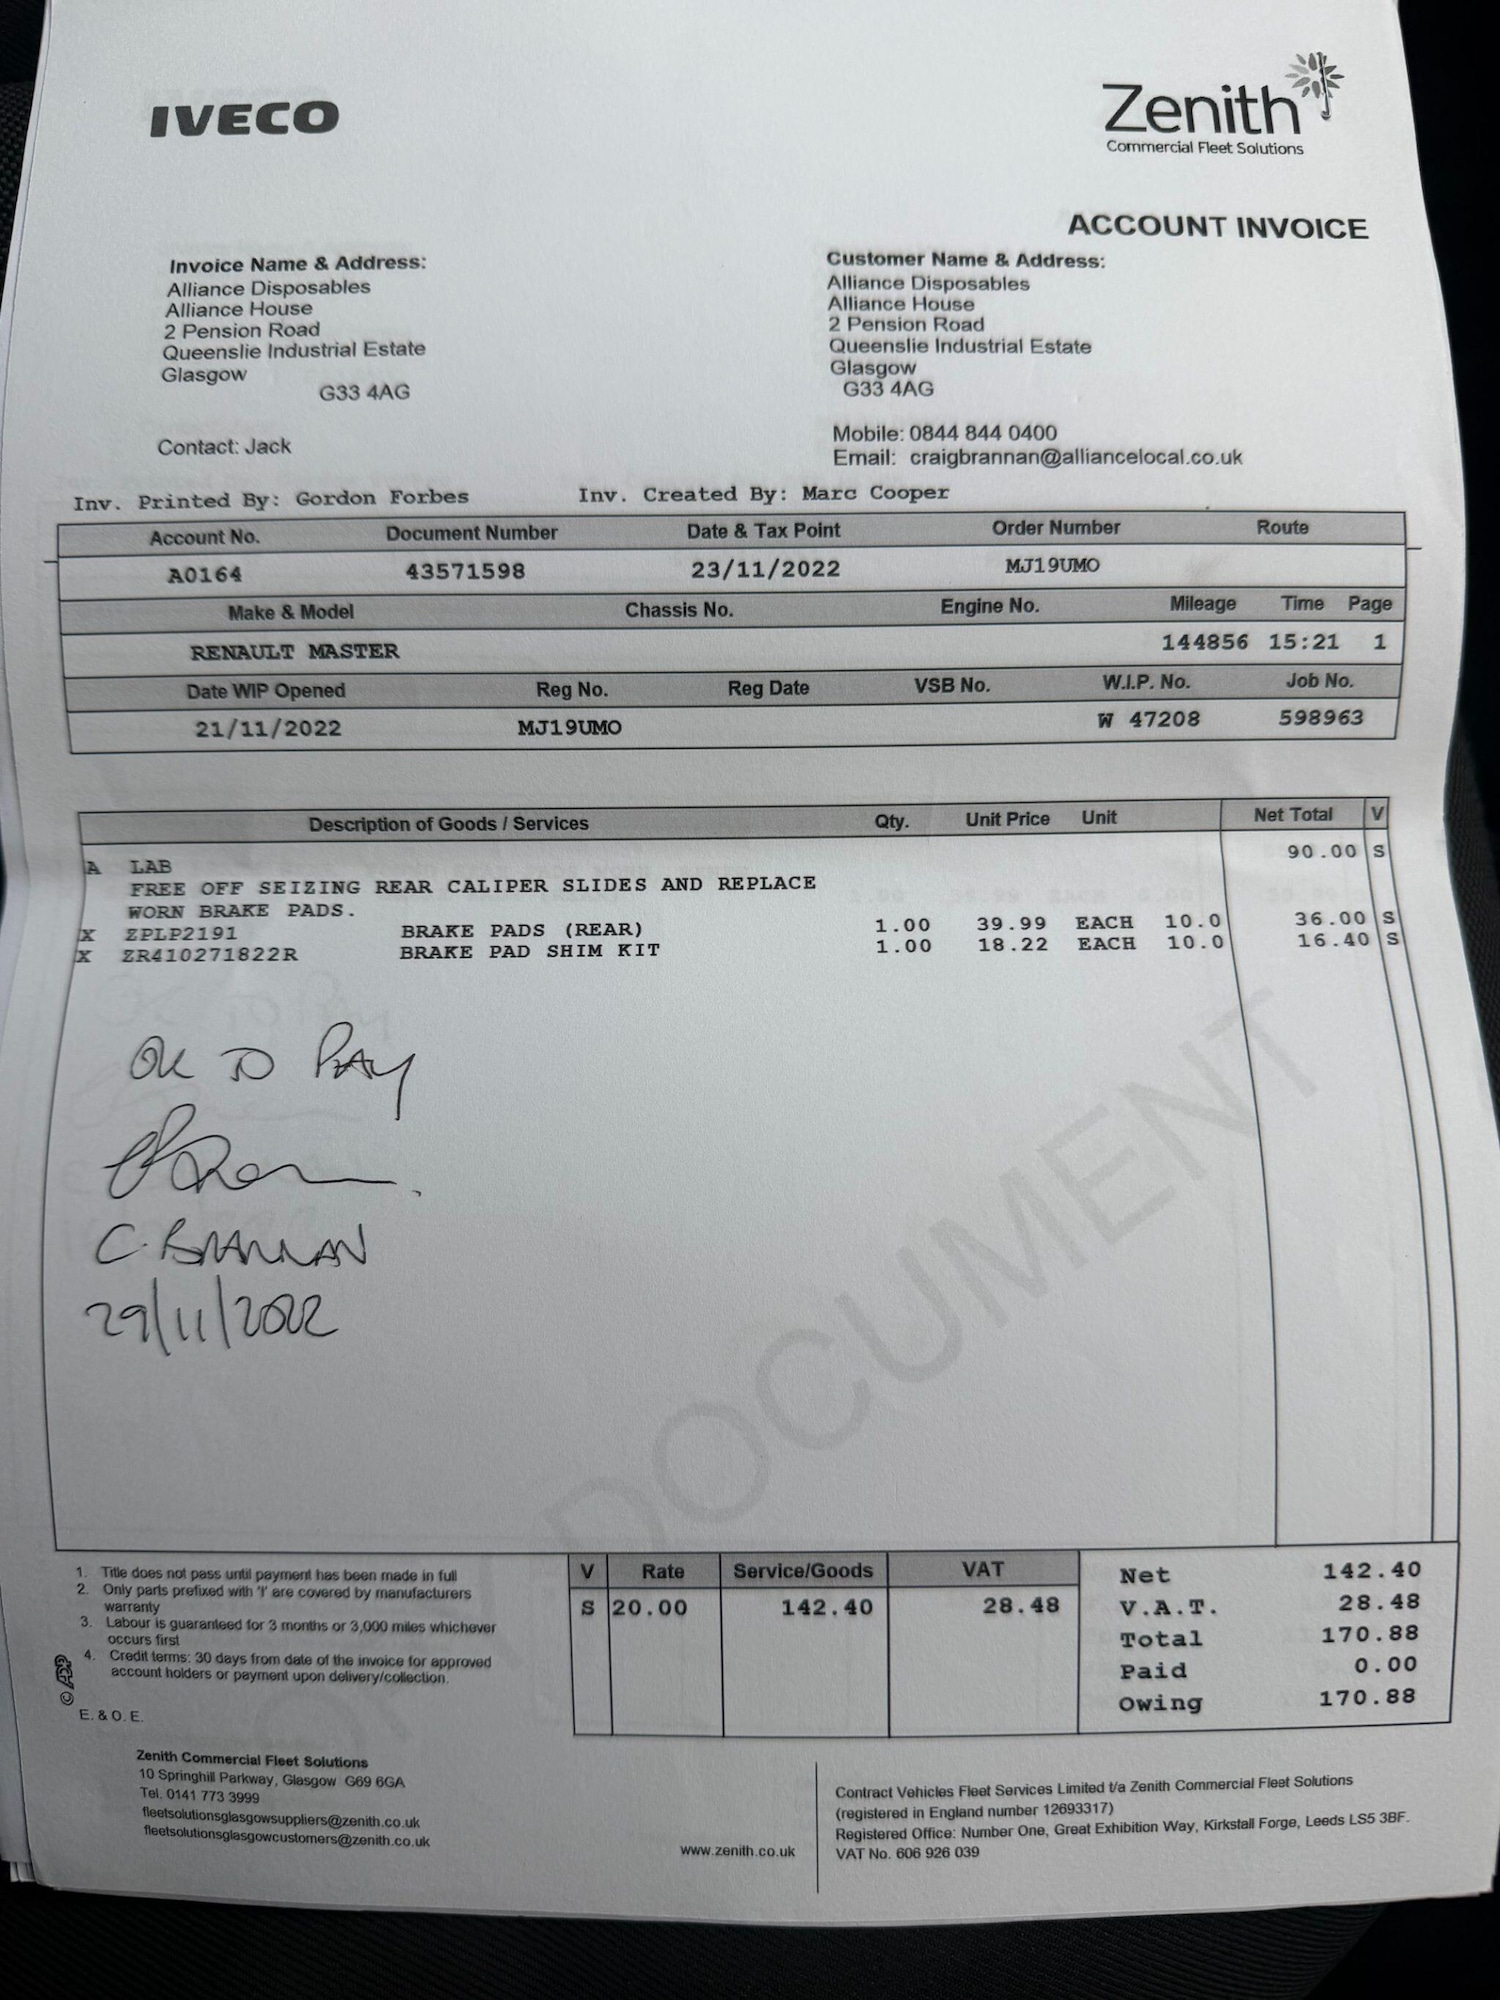 IVECO
Zenith
Commercial Fleet Solutions
ACCOUNT INVOICE
Invoice Name & Address:
Alliance Disposables
Alliance House
2 Pension Road
Queenslie Industrial Estate
Glasgow
G33 4AG
Contact: Jack
Customer Name & Address:
Alliance Disposables
Alliance House
2 Pension Road
Queenslie Industrial Estate
Glasgow
G33 4AG
Mobile: 0844 844 0400
Email: craigbrannan@alliancelocal.co.uk
Inv. Printed By: Gordon Forbes Inv. Created By: Marc Cooper
Account No. Document Number Date & Tax Point Order Number Route
A0164 43571598 23/11/2022 MJ19UMO
Make & Model Chassis No. Engine No. Mileage Time Page
RENAULT MASTER 144856 15:21 1
Date WIP Opened Reg No. Reg Date VSB No. W.I.P. No. Job No.
21/11/2022 MJ19UMO W 47208 598963
Description of Goods / Services Qty. Unit Price Unit Net Total V
A LAB 90.00 S
FREE OFF SEIZING REAR CALIPER SLIDES AND REPLACE
WORN BRAKE PADS.
X ZPLP2191 BRAKE PADS (REAR) 1.00 39.99 EACH 10.0 36.00 S
X ZR410271822R BRAKE PAD SHIM KIT 1.00 18.22 EACH 10.0 16.40 S
OK TO PAY
C. BRANNAN
29/11/2022
DOCUMENT
1. Title does not pass until payment has been made in full
2. Only parts prefixed with 'I' are covered by manufacturers
warranty
3. Labour is guaranteed for 3 months or 3,000 miles whichever
occurs first
4. Credit terms: 30 days from date of the invoice for approved
account holders or payment upon delivery/collection.
E. & O. E.
V Rate Service/Goods VAT
S 20.00 142.40 28.48
Net 142.40
V.A.T. 28.48
Total 170.88
Paid 0.00
Owing 170.88
Zenith Commercial Fleet Solutions
10 Springhill Parkway, Glasgow G69 6GA
Tel. 0141 773 3999
fleetsolutionsglasgowsuppliers@zenith.co.uk
fleetsolutionsglasgowcustomers@zenith.co.uk
www.zenith.co.uk
Contract Vehicles Fleet Services Limited t/a Zenith Commercial Fleet Solutions
(registered in England number 12693317)
Registered Office: Number One, Great Exhibition Way, Kirkstall Forge, Leeds LS5 3BF.
VAT No. 606 926 039